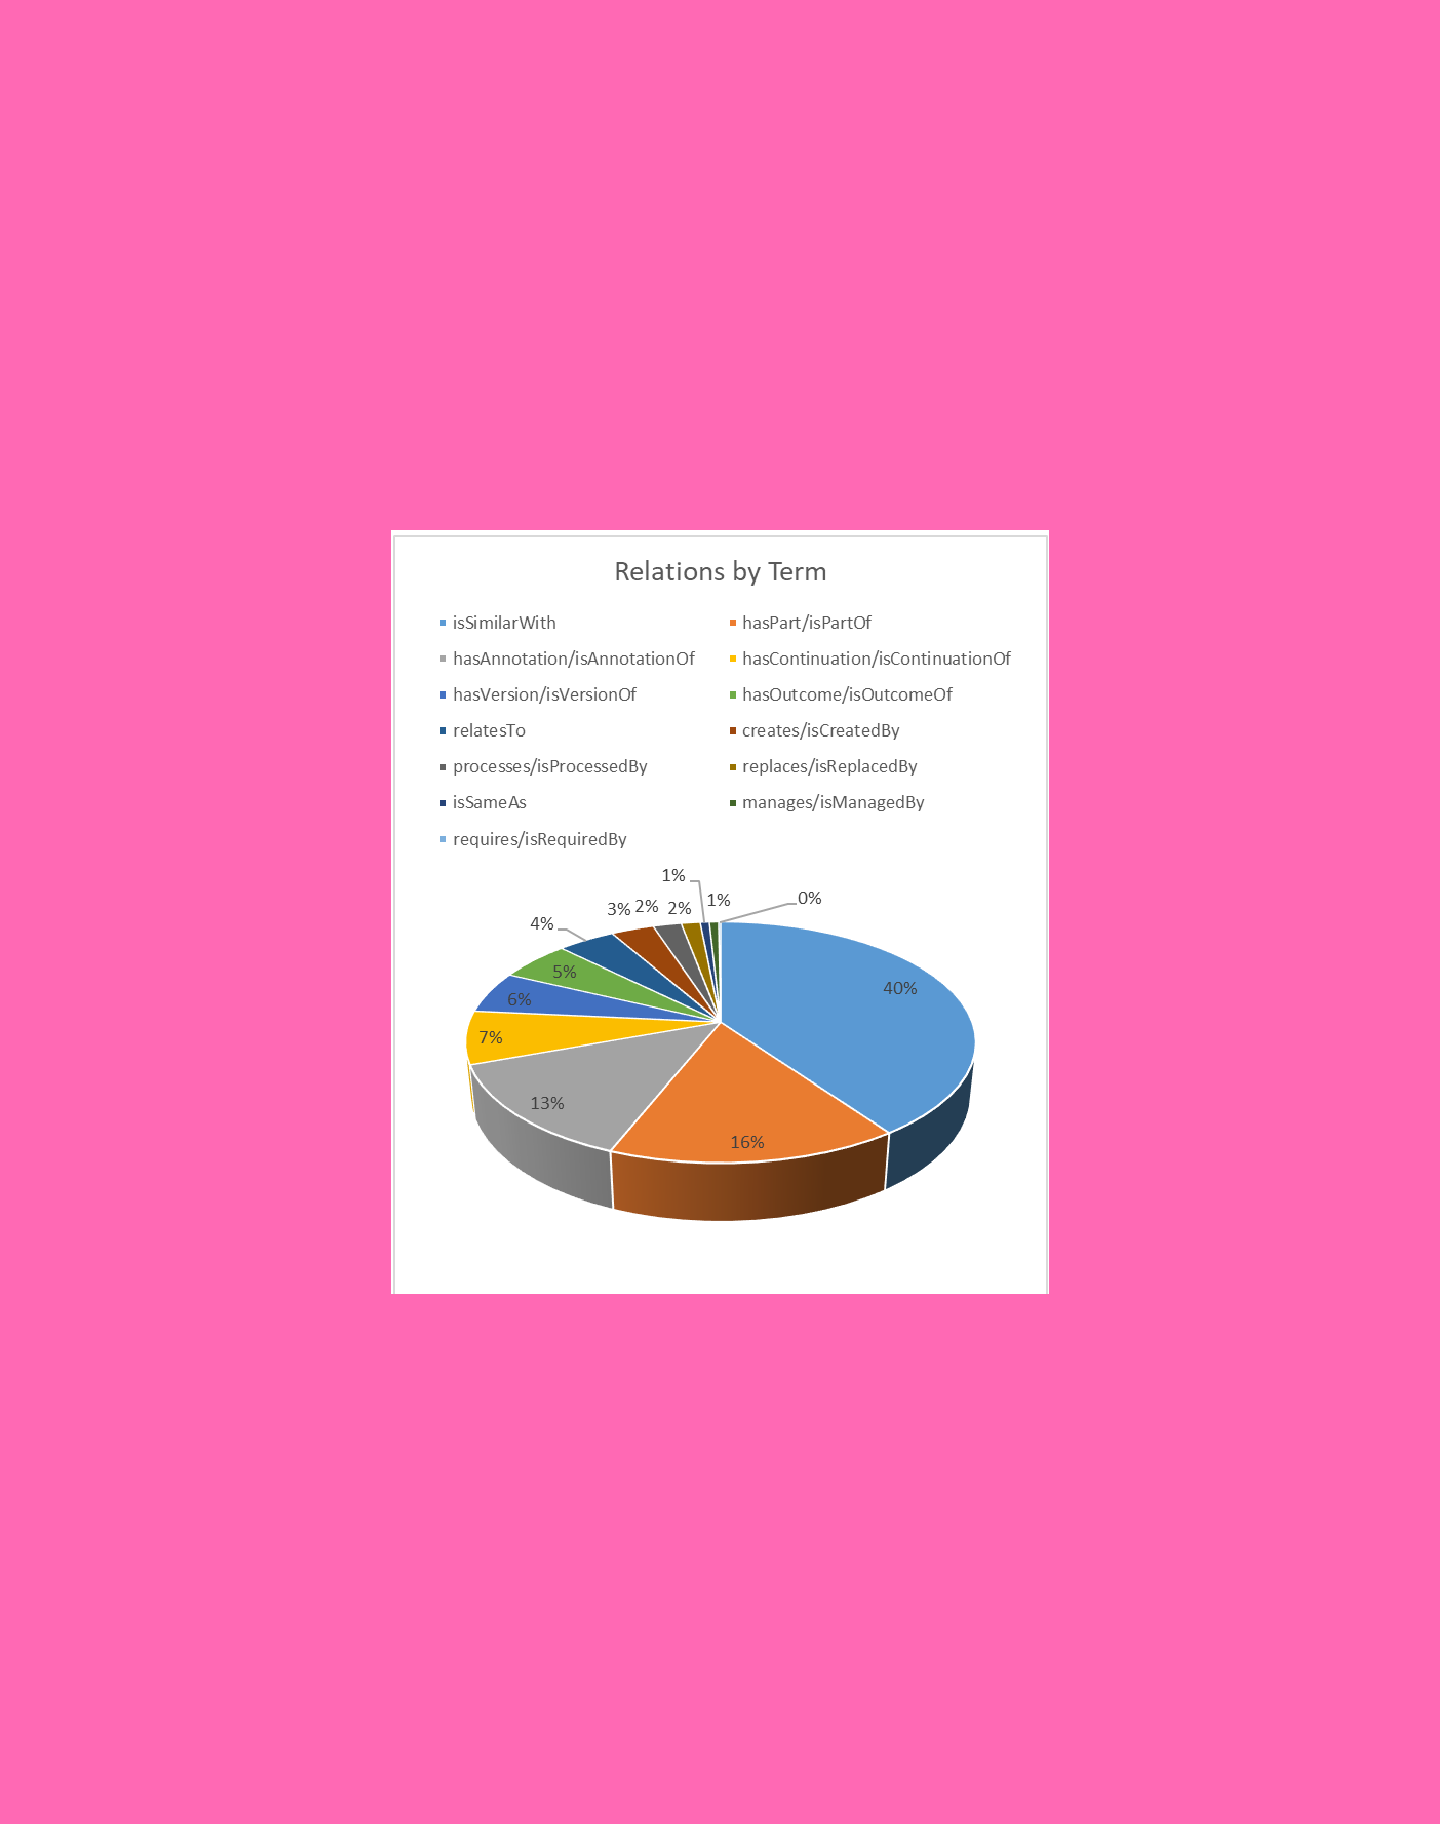 Relations by Term
isSimilarWith hasPart/isPartOf
hasAnnotation/isAnnotationOf hasContinuation/isContinuationOf
hasVersion/isVersionOf hasOutcome/isOutcomeOf
relatesTo creates/isCreatedBy
processes/isProcessedBy replaces/isReplacedBy
isSameAs manages/isManagedBy
requires/isRequiredBy
1%
4% 3% 2% 2% 1% 0%
5%
40%
6%
7%
13%
16%